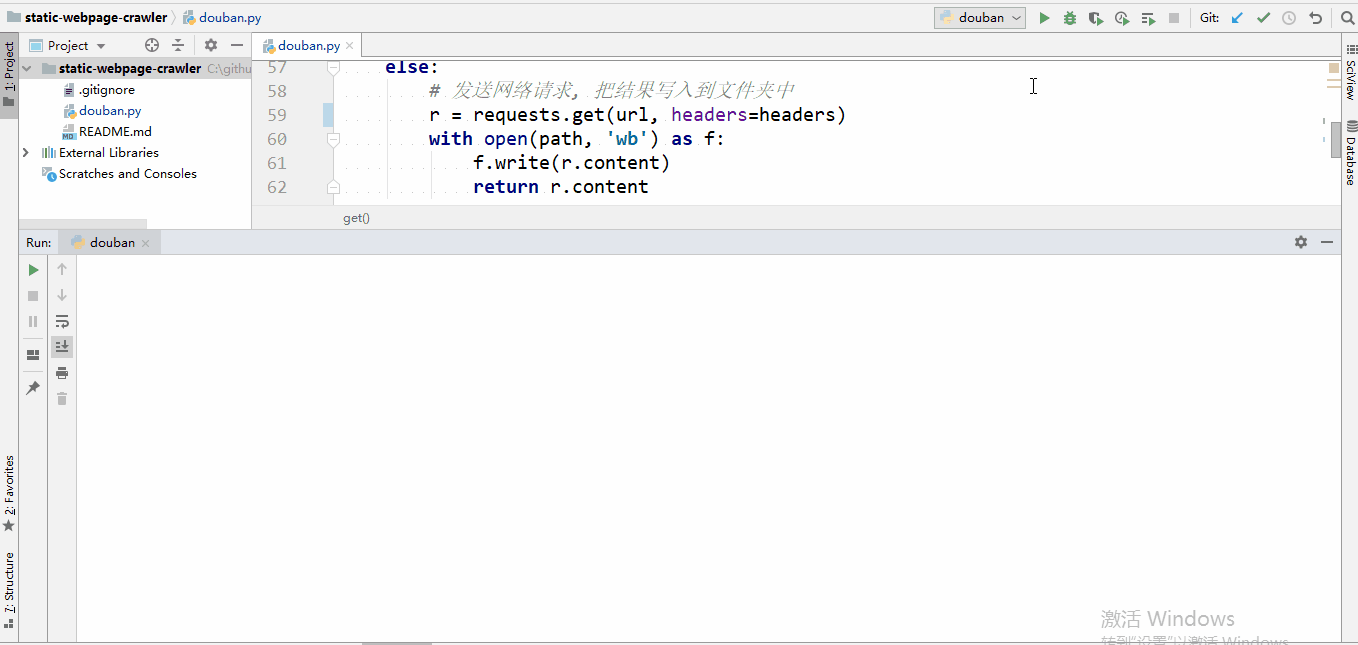 static-webpage-crawler douban.py
douban Git:
1: Project
Project
douban.py
static-webpage-crawler C:\githu
.gitignore
douban.py
README.md
External Libraries
Scratches and Consoles
57 else:
58 # 发送网络请求, 把结果写入到文件夹中
59 r = requests.get(url, headers=headers)
60 with open(path, 'wb') as f:
61 f.write(r.content)
62 return r.content
get()
SciView
Database
Run: douban
2: Favorites
7: Structure
激活 Windows
转到"设置"以激活 Windows。